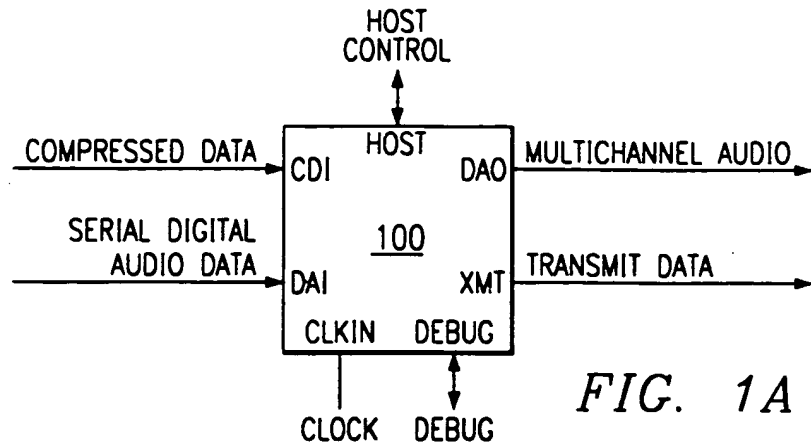 HOST
CONTROL
HOST
COMPRESSED DATA
CDI
DAO
MULTICHANNEL AUDIO
SERIAL DIGITAL
AUDIO DATA
100
DAI
XMT
TRANSMIT DATA
CLKIN
DEBUG
CLOCK
DEBUG
FIG. 1A